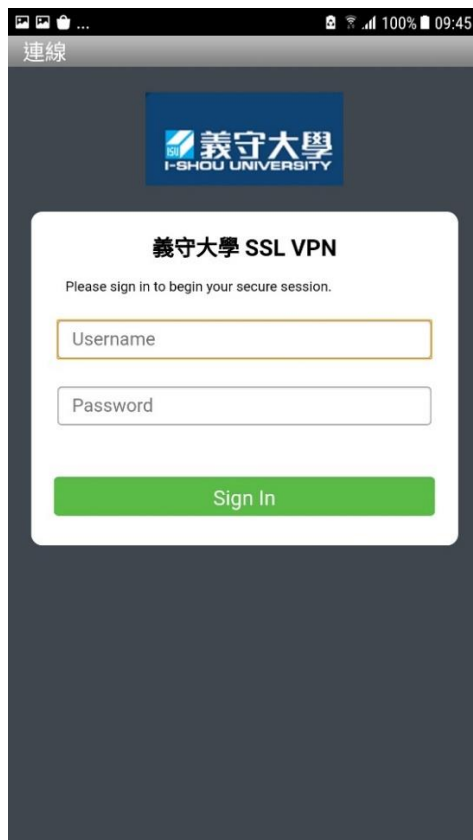 ... 100% 09:45
連線
ISU 義守大學
I-SHOU UNIVERSITY
義守大學 SSL VPN
Please sign in to begin your secure session.
Username
Password
Sign In